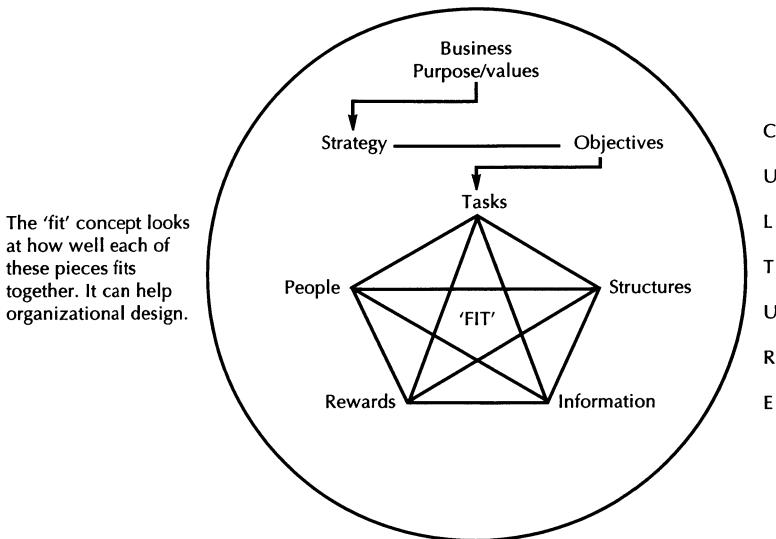 Business
Purpose/values
Strategy
Objectives
Tasks
The 'fit' concept looks
at how well each of
these pieces fits
together. It can help
organizational design.
People
Structures
'FIT'
Rewards
Information
C
U
L
T
U
R
E